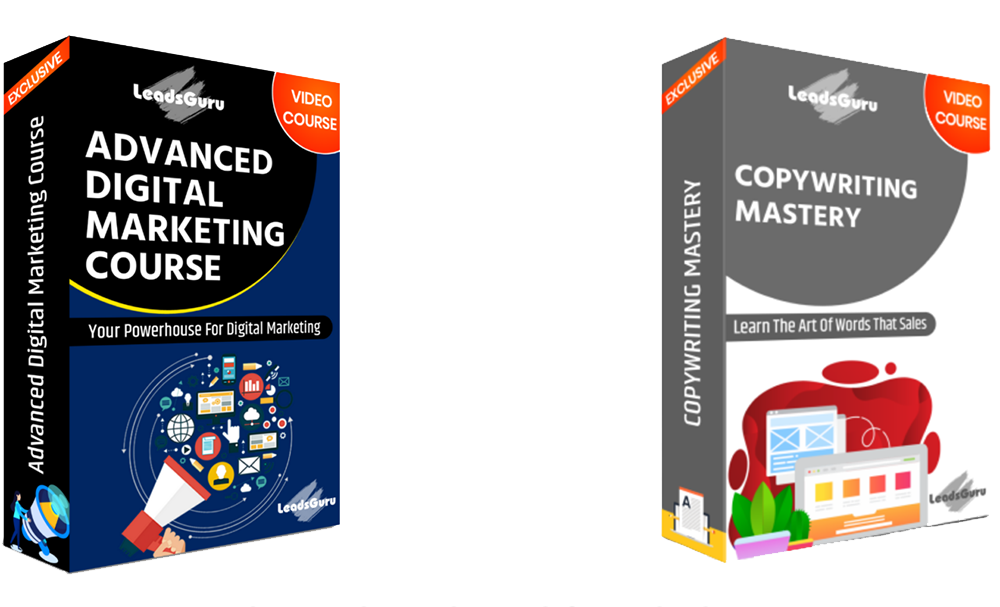 EXCLUSIVE
LeadsGuru
VIDEO
COURSE
ADVANCED
DIGITAL
MARKETING
COURSE
Your Powerhouse For Digital Marketing
Advanced Digital Marketing Course
LeadsGuru
EXCLUSIVE
LeadsGuru
VIDEO
COURSE
COPYWRITING
MASTERY
Learn The Art Of Words That Sales
COPYWRITING MASTERY
A
LeadsGuru